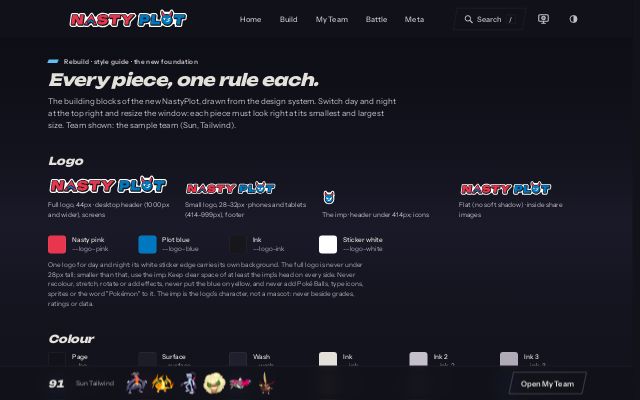 NASTY PLOT
Home
Build
My Team
Battle
Meta
Search /
Rebuild · style guide · the new foundation
Every piece, one rule each.
The building blocks of the new NastyPlot, drawn from the design system. Switch day and night
at the top right and resize the window: each piece must look right at its smallest and largest
size. Team shown: the sample team (Sun, Tailwind).
Logo
NASTY PLOT
NASTY PLOT
NASTY PLOT
Full logo, 44px · desktop header (1000px
and wider), screens
Small logo, 28–32px · phones and tablets
(414–999px), footer
The imp · header under 414px; icons
Flat (no soft shadow) · inside share
images
Nasty pink
--logo-pink
Plot blue
--logo-blue
Ink
--logo-ink
Sticker white
--logo-white
One logo for day and night: its white sticker edge carries its own background. The full logo is never under
28px tall; smaller than that, use the imp. Keep clear space of at least the imp's head on every side. Never
recolour, stretch, rotate or add effects, never put the blue on yellow, and never add Poké Balls, type icons,
sprites or the word "Pokémon" to it. The imp is the logo's character, not a mascot: never beside grades,
ratings or data.
Colour
Page
Surface
Wash
Ink
Ink 2
Ink 3
91
Sun Tailwind
Open My Team